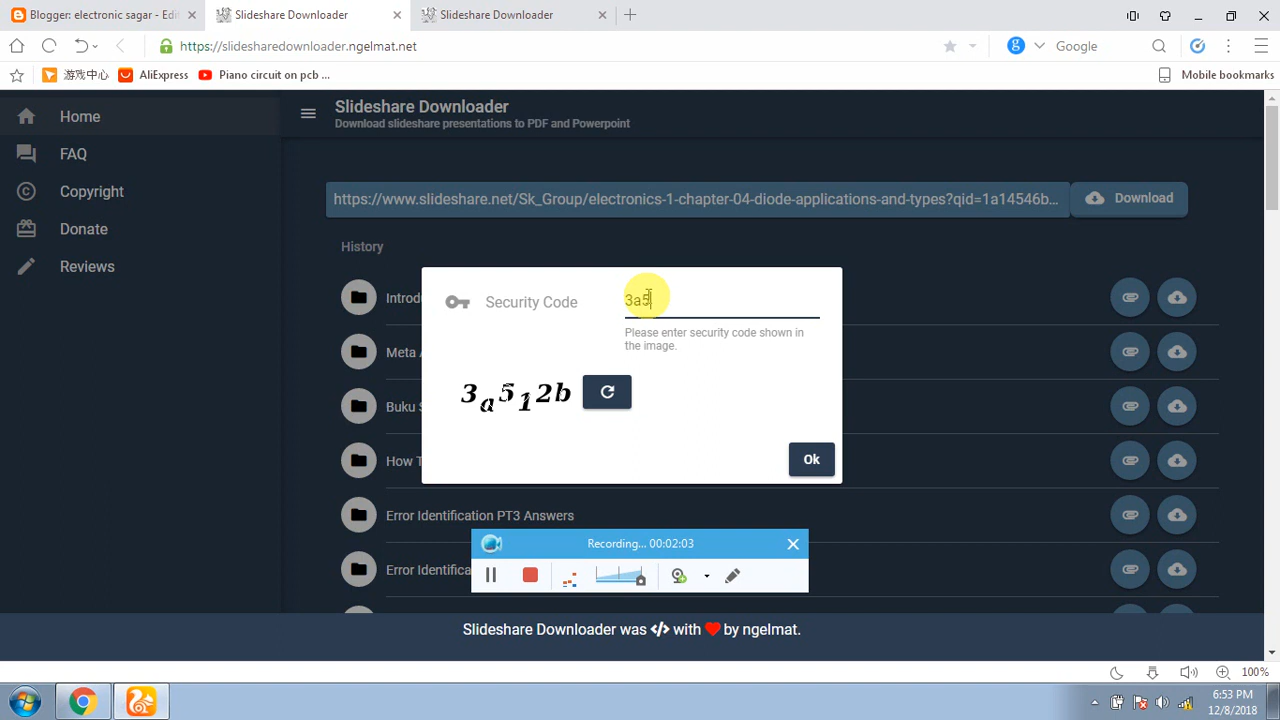 Blogger: electronic sagar - Edi
Slideshare Downloader
Slideshare Downloader
https://slidesharedownloader.ngelmat.net
Google
游戏中心
AliExpress
Piano circuit on pcb ...
Mobile bookmarks
Home
FAQ
Copyright
Donate
Reviews
Slideshare Downloader
Download slideshare presentations to PDF and Powerpoint
https://www.slideshare.net/Sk_Group/electronics-1-chapter-04-diode-applications-and-types?qid=1a14546b...
Download
History
Introdu
Meta A
Buku S
How T
Error Identification PT3 Answers
Error Identifica
Security Code
3a5
Please enter security code shown in
the image.
3a512b
Ok
Recording... 00:02:03
Slideshare Downloader was </> with ❤ by ngelmat.
100%
6:53 PM
12/8/2018